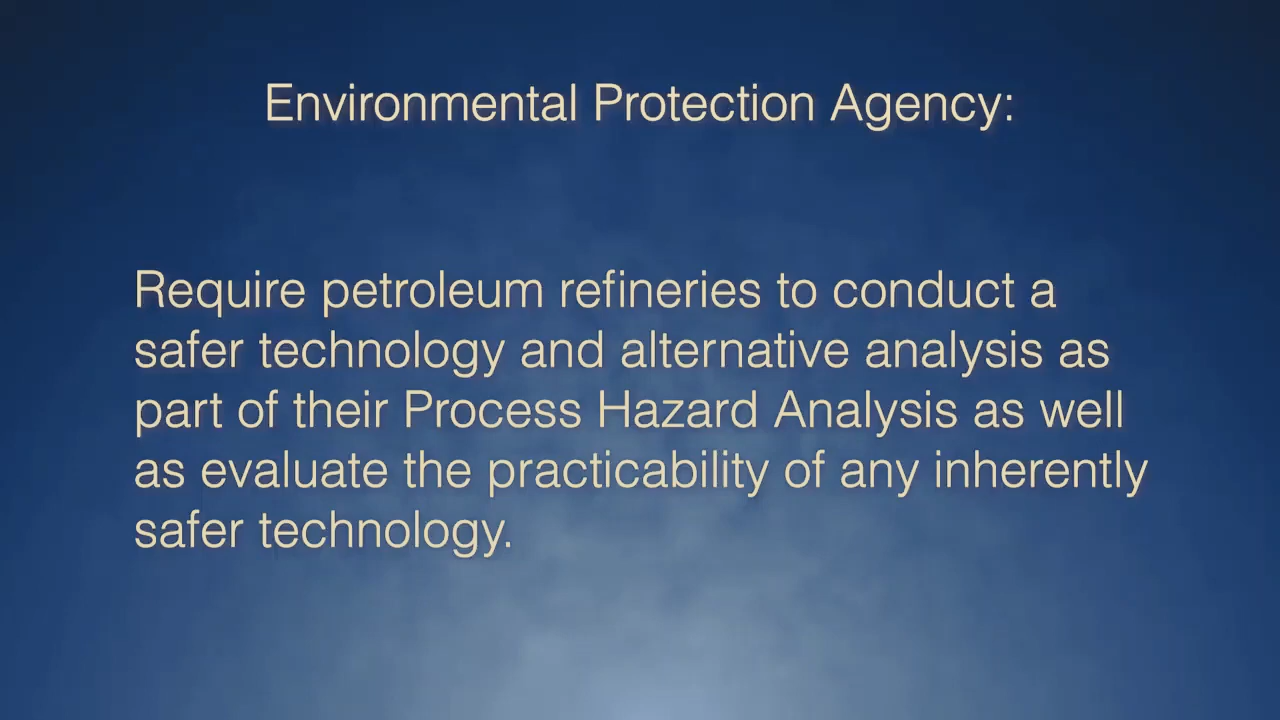 Environmental Protection Agency:
Require petroleum refineries to conduct a
safer technology and alternative analysis as
part of their Process Hazard Analysis as well
as evaluate the practicability of any inherently
safer technology.